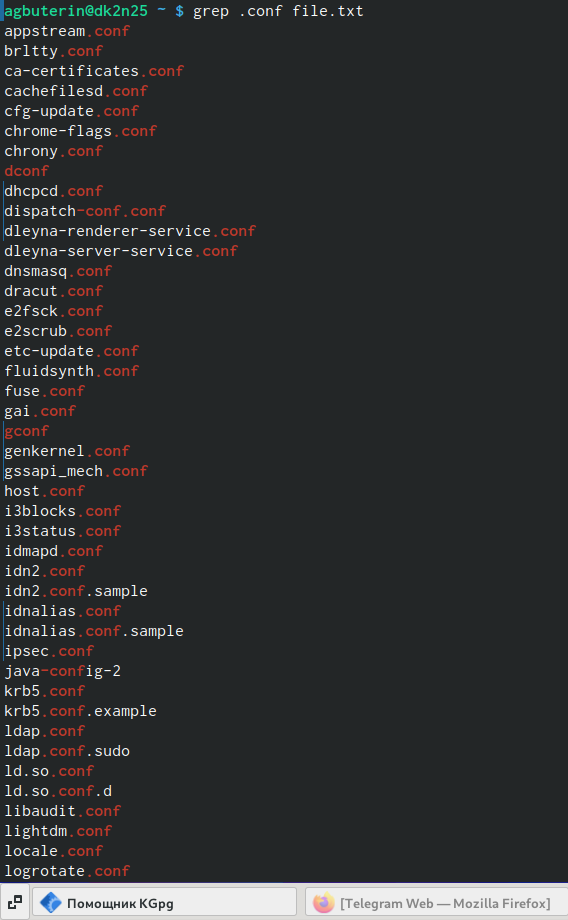 agbuterin@dk2n25 ~ $ grep .conf file.txt
appstream.conf
brltty.conf
ca-certificates.conf
cachefilesd.conf
cfg-update.conf
chrome-flags.conf
chrony.conf
dconf
dhcpcd.conf
dispatch-conf.conf
dleyna-renderer-service.conf
dleyna-server-service.conf
dnsmasq.conf
dracut.conf
e2fsck.conf
e2scrub.conf
etc-update.conf
fluidsynth.conf
fuse.conf
gai.conf
gconf
genkernel.conf
gssapi_mech.conf
host.conf
i3blocks.conf
i3status.conf
idmapd.conf
idn2.conf
idn2.conf.sample
idnalias.conf
idnalias.conf.sample
ipsec.conf
java-config-2
krb5.conf
krb5.conf.example
ldap.conf
ldap.conf.sudo
ld.so.conf
ld.so.conf.d
libaudit.conf
lightdm.conf
locale.conf
logrotate.conf
Помощник KGpg [Telegram Web — Mozilla Firefox]